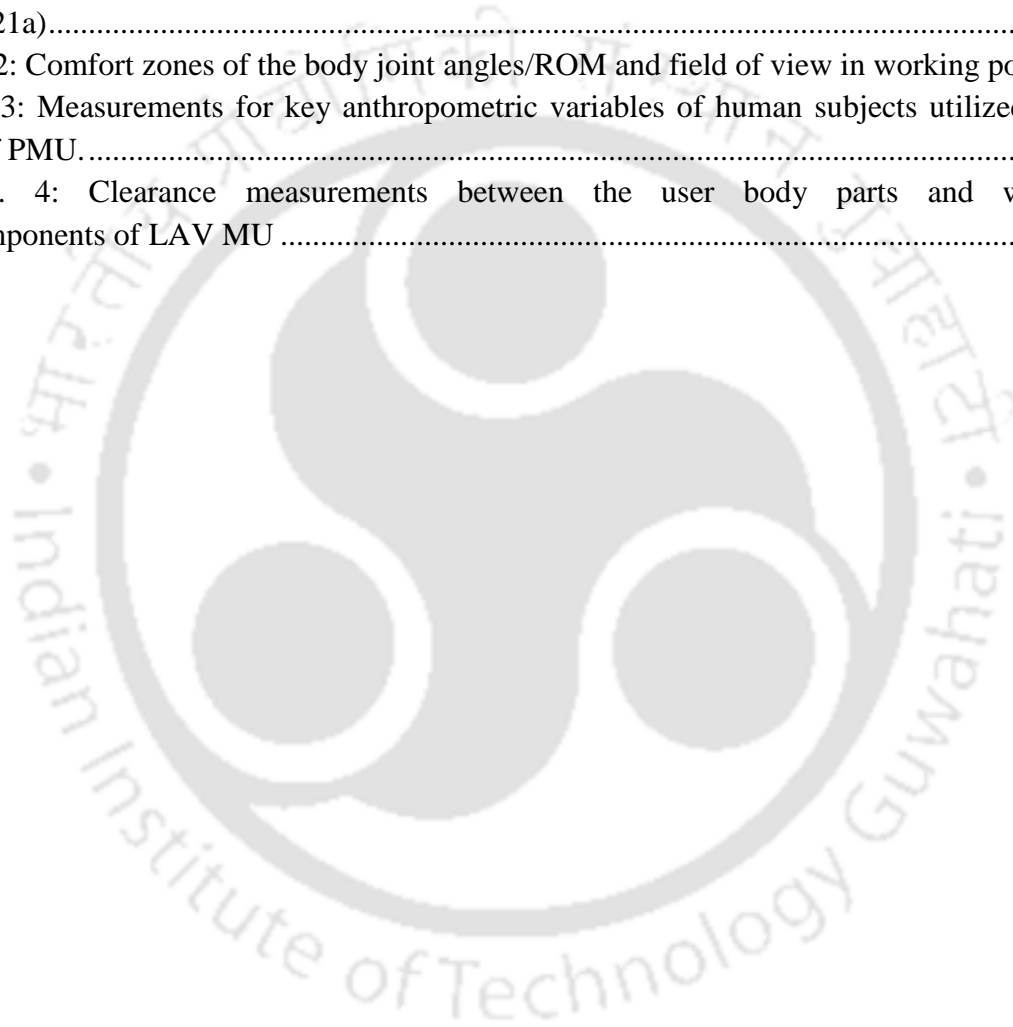 21a)
2: Comfort zones of the body joint angles/ROM and field of view in working po
3: Measurements for key anthropometric variables of human subjects utilize
PMU.
. 4: Clearance measurements between the user body parts and w
ponents of LAV MU
Indian Institute of Technology Guwahati